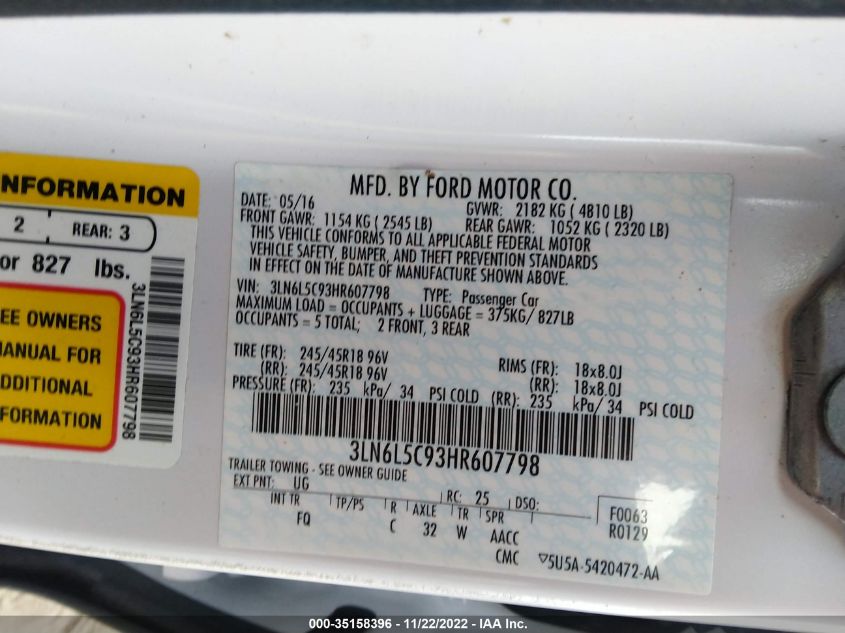 NFORMATION
2
REAR: 3
or 827 lbs.
3LN6L5C93HR607798
EE OWNERS
MANUAL FOR
ADDITIONAL
FORMATION
MFD. BY FORD MOTOR CO.
DATE: 05/16
GVWR: 2182 KG ( 4810 LB)
FRONT GAWR: 1154 KG ( 2545 LB)
REAR GAWR: 1052 KG ( 2320 LB)
THIS VEHICLE CONFORMS TO ALL APPLICABLE FEDERAL MOTOR
VEHICLE SAFETY, BUMPER, AND THEFT PREVENTION STANDARDS
IN EFFECT ON THE DATE OF MANUFACTURE SHOWN ABOVE.
VIN: 3LN6L5C93HR607798 TYPE: Passenger Car
MAXIMUM LOAD = OCCUPANTS + LUGGAGE = 375KG/ 827LB
OCCUPANTS = 5 TOTAL; 2 FRONT, 3 REAR
TIRE (FR): 245/45R18 96V RIMS (FR): 18x8.0J
(RR): 245/45R18 96V (RR): 18x8.0J
PRESSURE (FR): 235 kPa/ 34 PSI COLD (RR): 235 kPa/ 34 PSI COLD
3LN6L5C93HR607798
TRAILER TOWING - SEE OWNER GUIDE
EXT PNT: UG RC: 25 DSO: F0063
INT TR TP/PS R AXLE TR SPR R0129
FQ C 32 W AACC
CMC ▽5U5A-5420472-AA
000-35158396 - 11/22/2022 - IAA Inc.